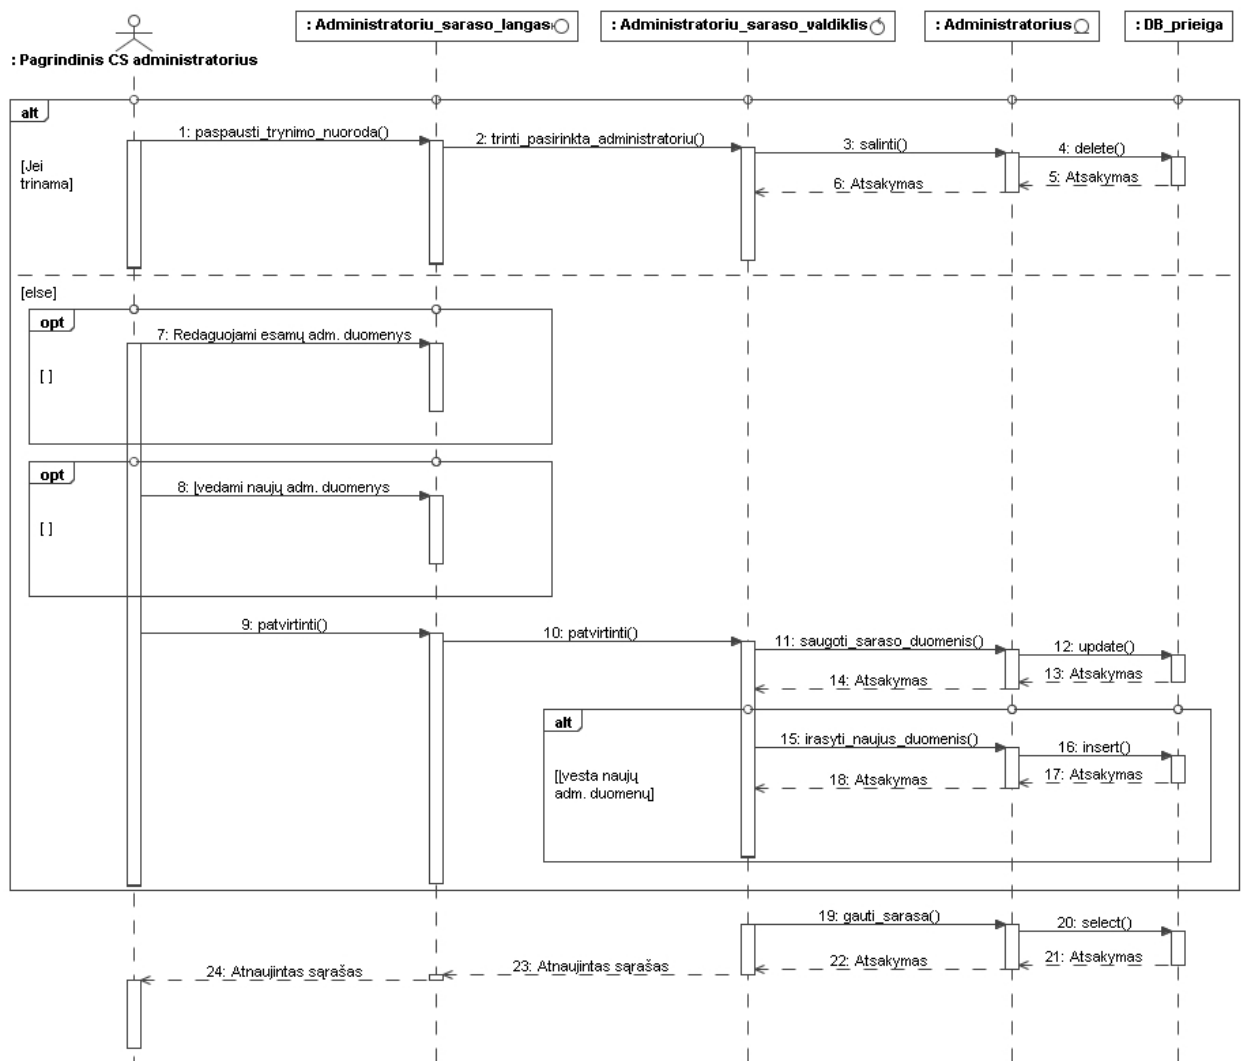 : Administratoriu_saraso_langas
: Administratoriu_saraso_valdiklis
: Administratorius
: DB_prieiga
: Pagrindinis CS administratorius
alt
1: paspausti_trynimo_nuoroda()
2: trinti_pasirinkta_administratoriu()
3: salinti()
4: delete()
[Jei
trinama]
5: Atsakymas
6: Atsakymas
[else]
opt
7: Redaguojami esamų adm. duomenys
[ ]
opt
8: Įvedami naujų adm. duomenys
[ ]
9: patvirtinti()
10: patvirtinti()
11: saugoti_saraso_duomenis()
12: update()
13: Atsakymas
14: Atsakymas
alt
15: irasyti_naujus_duomenis()
16: insert()
[Įvesta naujų
adm. duomenų]
17: Atsakymas
18: Atsakymas
19: gauti_sarasa()
20: select()
21: Atsakymas
22: Atsakymas
23: Atnaujintas sąrašas
24: Atnaujintas sąrašas